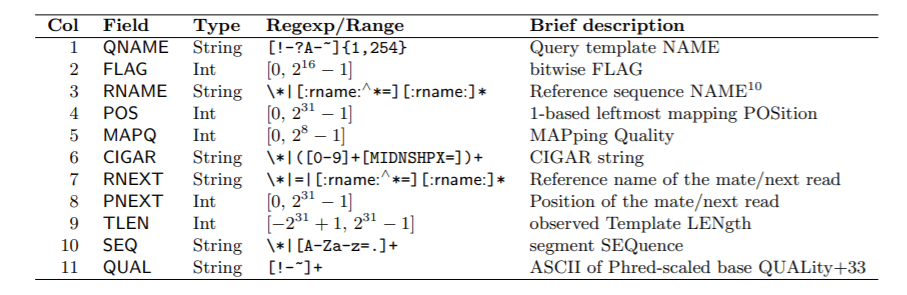 Col Field Type Regexp/Range Brief description
1 QNAME String [!-?A-~]{1,254} Query template NAME
2 FLAG Int [0, 2^16 − 1] bitwise FLAG
3 RNAME String \*|[:rname:^*=][:rname:]* Reference sequence NAME^10
4 POS Int [0, 2^31 − 1] 1-based leftmost mapping POSition
5 MAPQ Int [0, 2^8 − 1] MAPping Quality
6 CIGAR String \*|([0-9]+[MIDNSHPX=])+ CIGAR string
7 RNEXT String \*|=|[:rname:^*=][:rname:]* Reference name of the mate/next read
8 PNEXT Int [0, 2^31 − 1] Position of the mate/next read
9 TLEN Int [−2^31 + 1, 2^31 − 1] observed Template LENgth
10 SEQ String \*|[A-Za-z=.]+ segment SEQuence
11 QUAL String [!-~]+ ASCII of Phred-scaled base QUALity+33